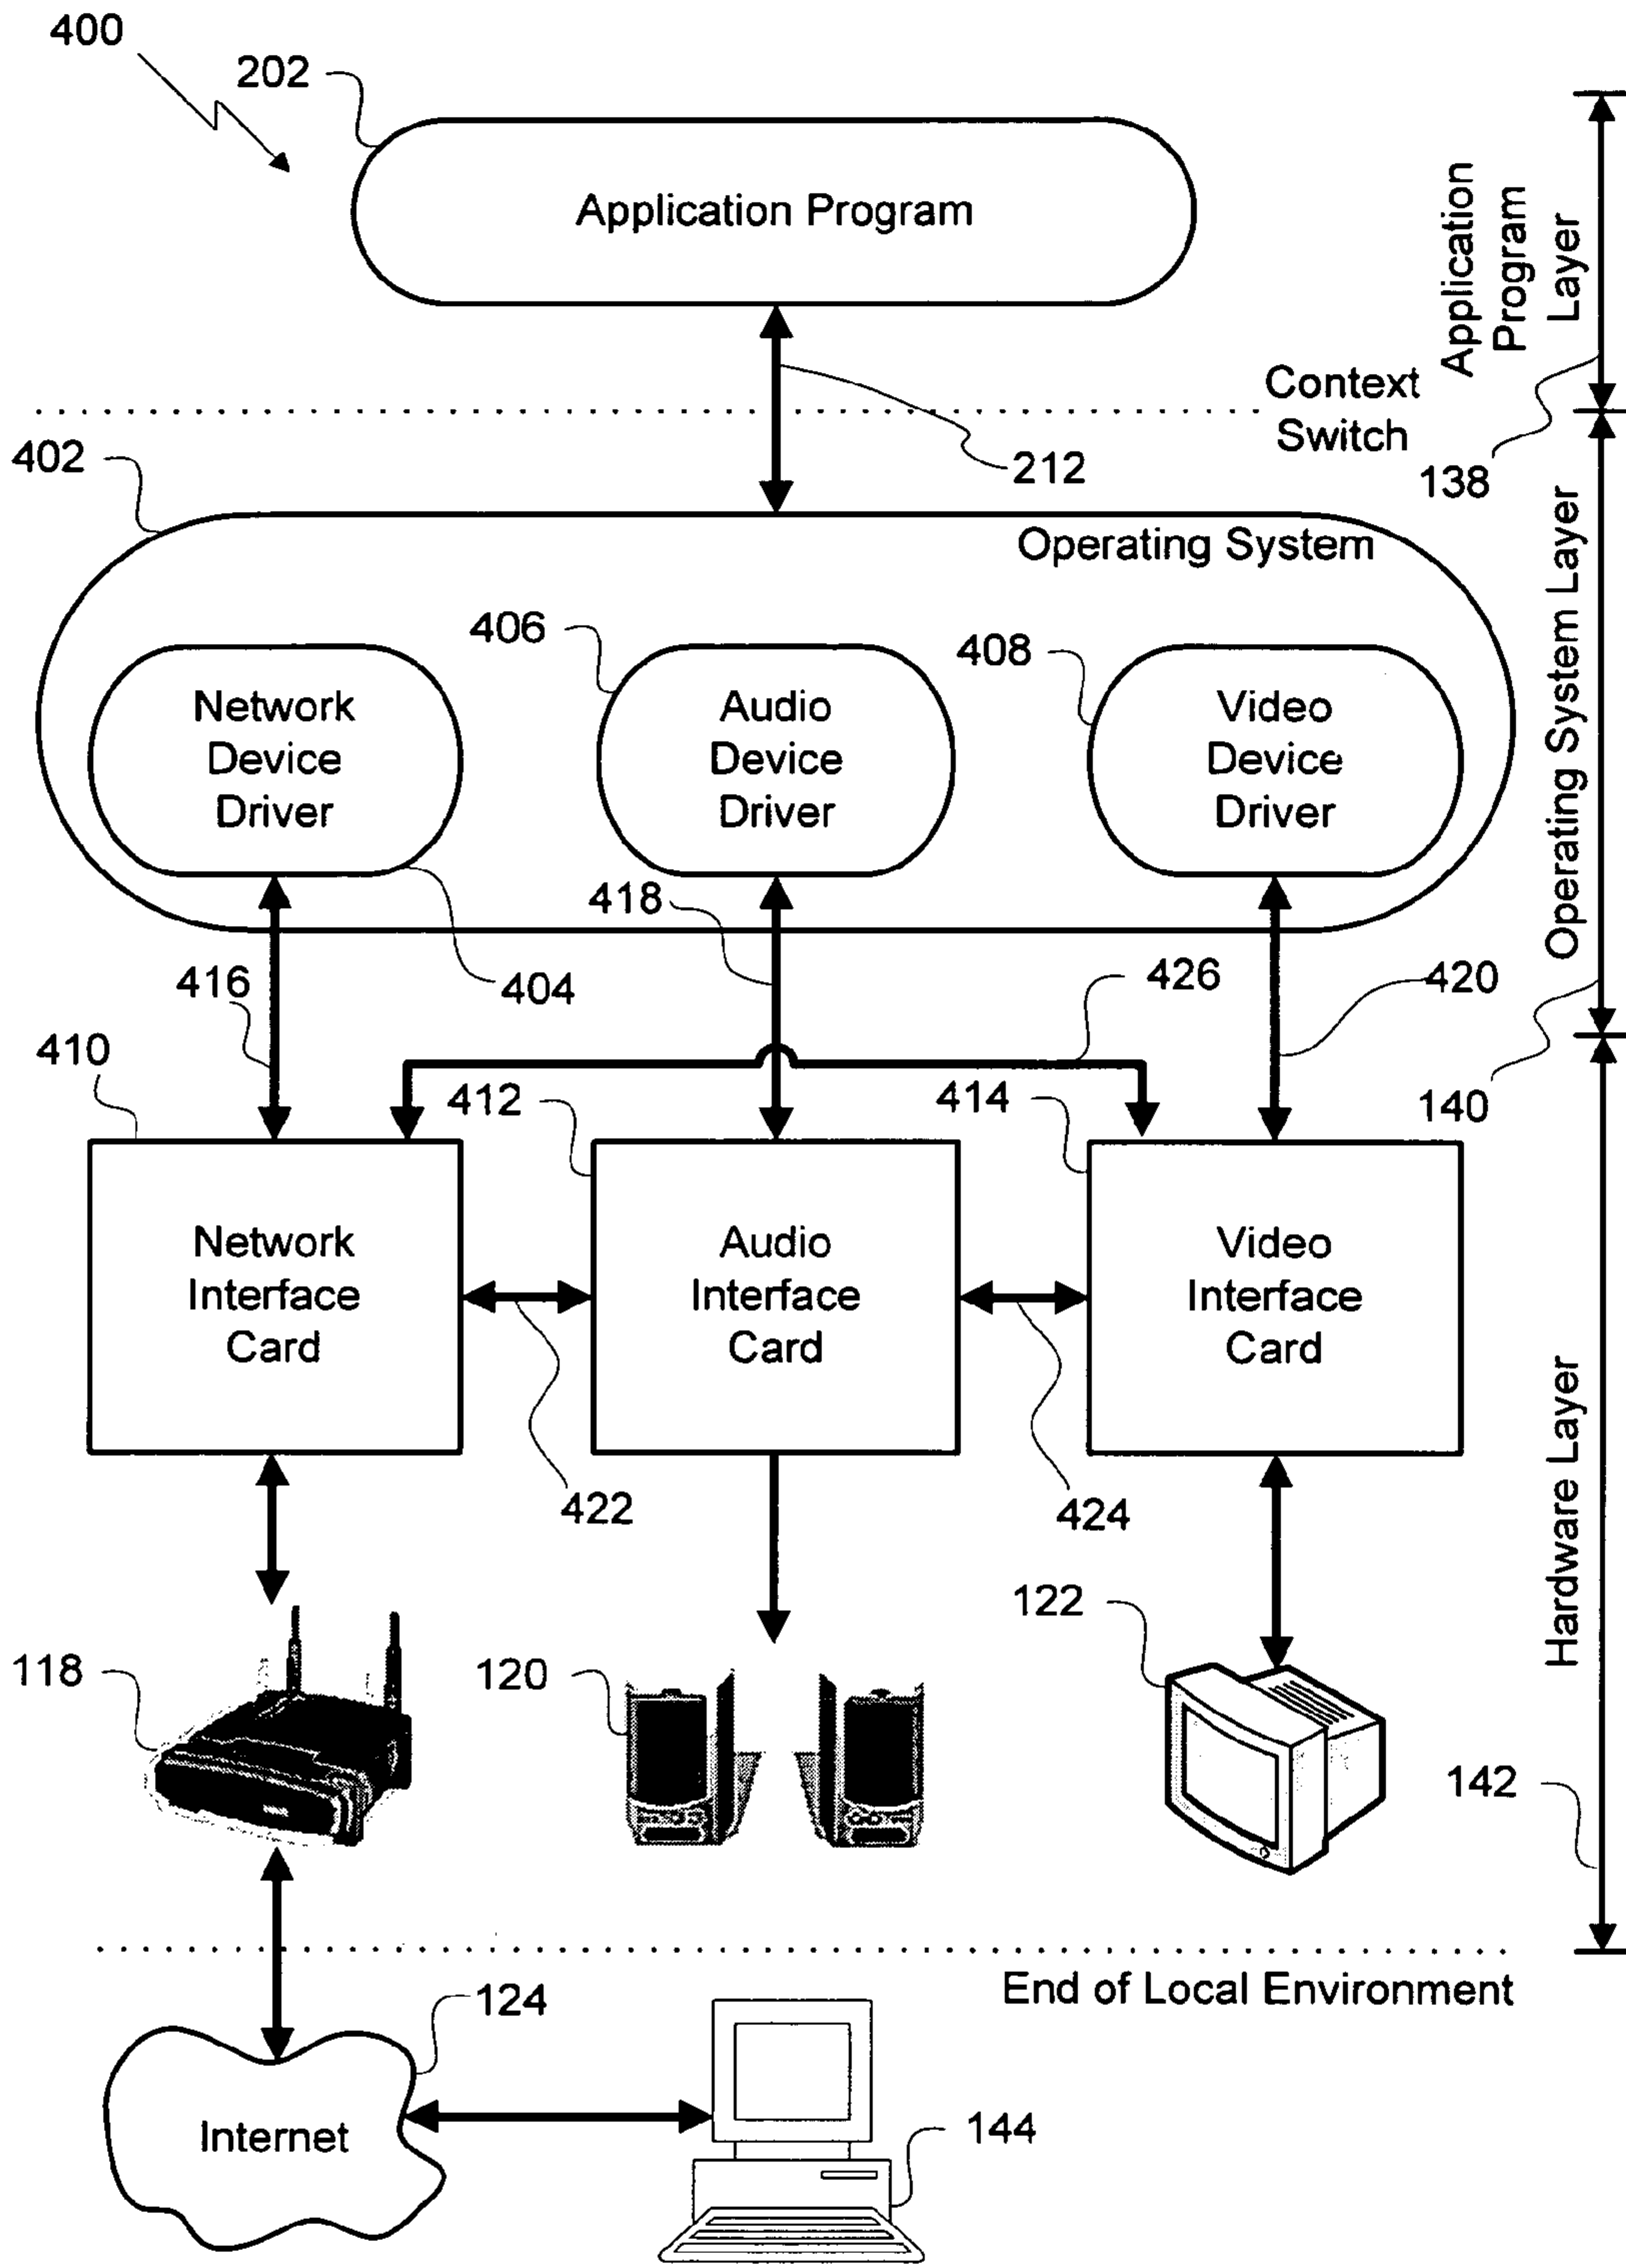 400
202
Application Program
Application
Program
Layer
Context
Switch
138
212
402
Operating System
Operating System Layer
406
408
Network
Device
Driver
Audio
Device
Driver
Video
Device
Driver
418
416
404
426
420
410
412
414
140
Network
Interface
Card
Audio
Interface
Card
Video
Interface
Card
Hardware Layer
422
424
122
118
120
142
End of Local Environment
124
Internet
144